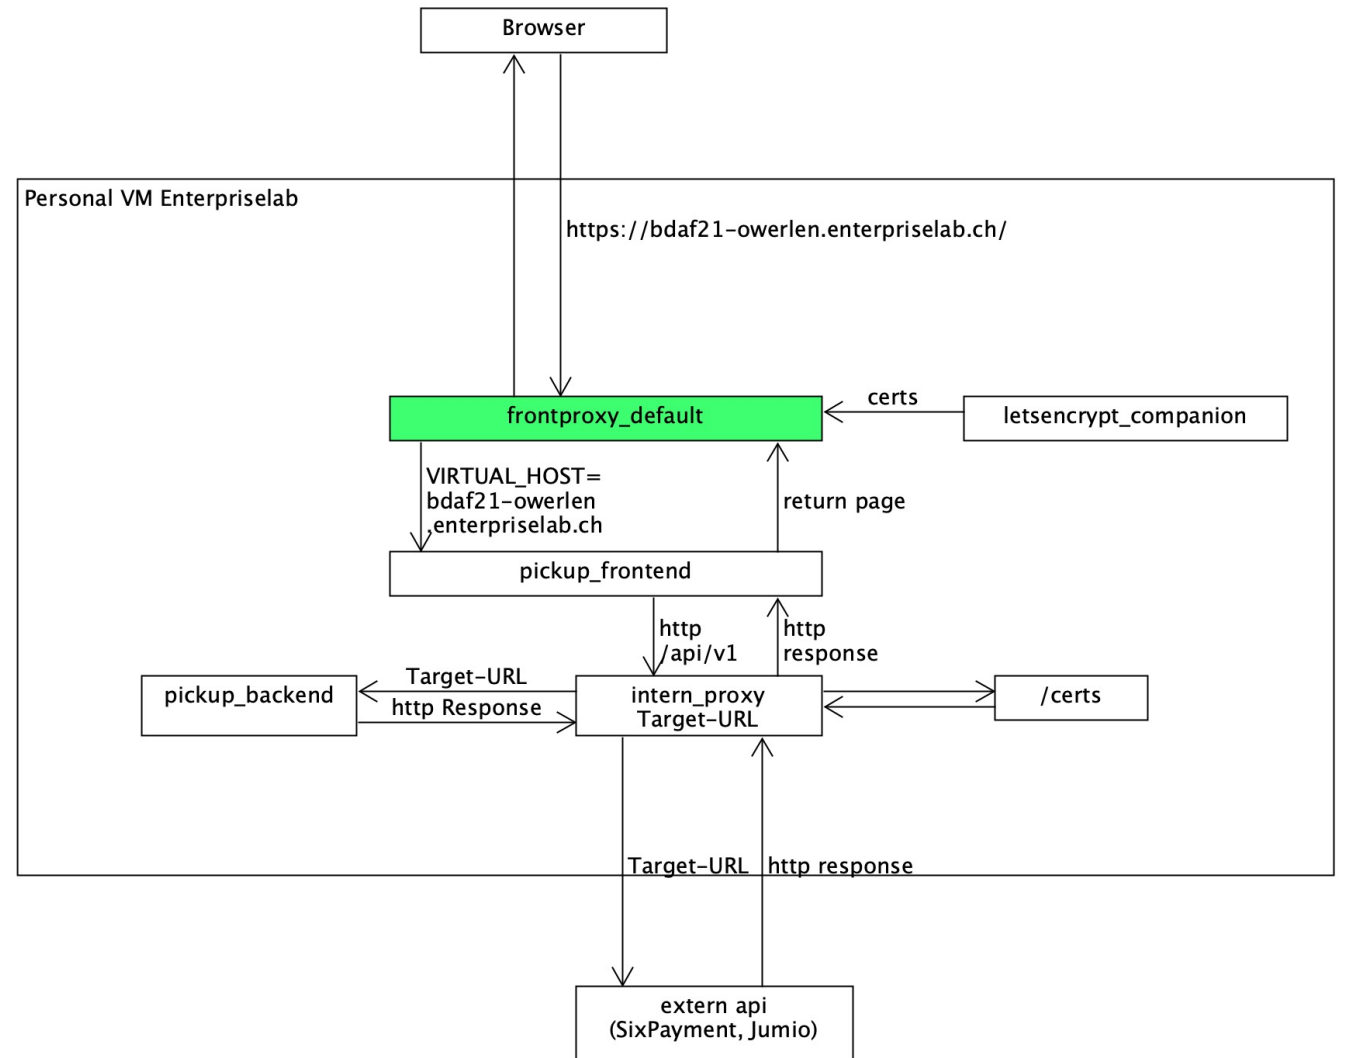 Browser
Personal VM Enterpriselab
https://bdaf21-owerlen.enterpriselab.ch/
frontproxy_default
certs
letsencrypt_companion
VIRTUAL_HOST=
bdaf21-owerlen
.enterpriselab.ch
return page
pickup_frontend
http
/api/v1
http
response
pickup_backend
Target-URL
http Response
intern_proxy
Target-URL
/certs
Target-URL
http response
extern api
(SixPayment, Jumio)